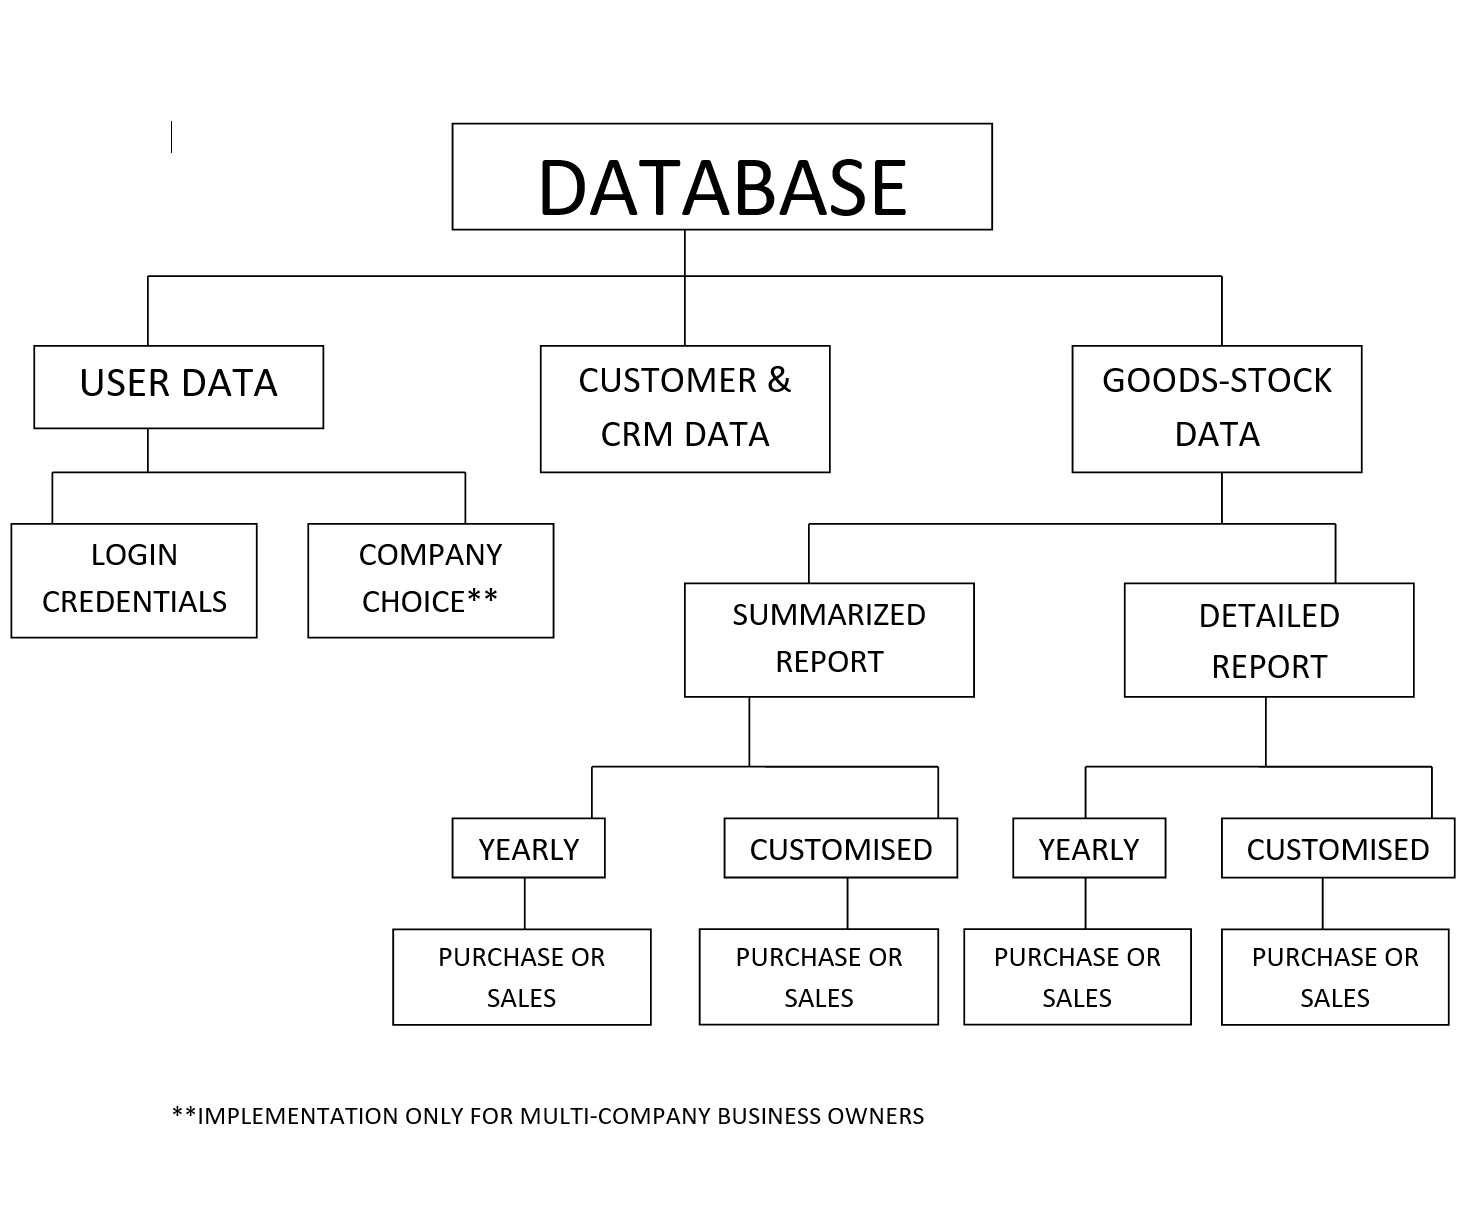 DATABASE
USER DATA
CUSTOMER &
CRM DATA
GOODS-STOCK
DATA
LOGIN
CREDENTIALS
COMPANY
CHOICE**
SUMMARIZED
REPORT
DETAILED
REPORT
YEARLY
CUSTOMISED
YEARLY
CUSTOMISED
PURCHASE OR
SALES
PURCHASE OR
SALES
PURCHASE OR
SALES
PURCHASE OR
SALES
**IMPLEMENTATION ONLY FOR MULTI-COMPANY BUSINESS OWNERS